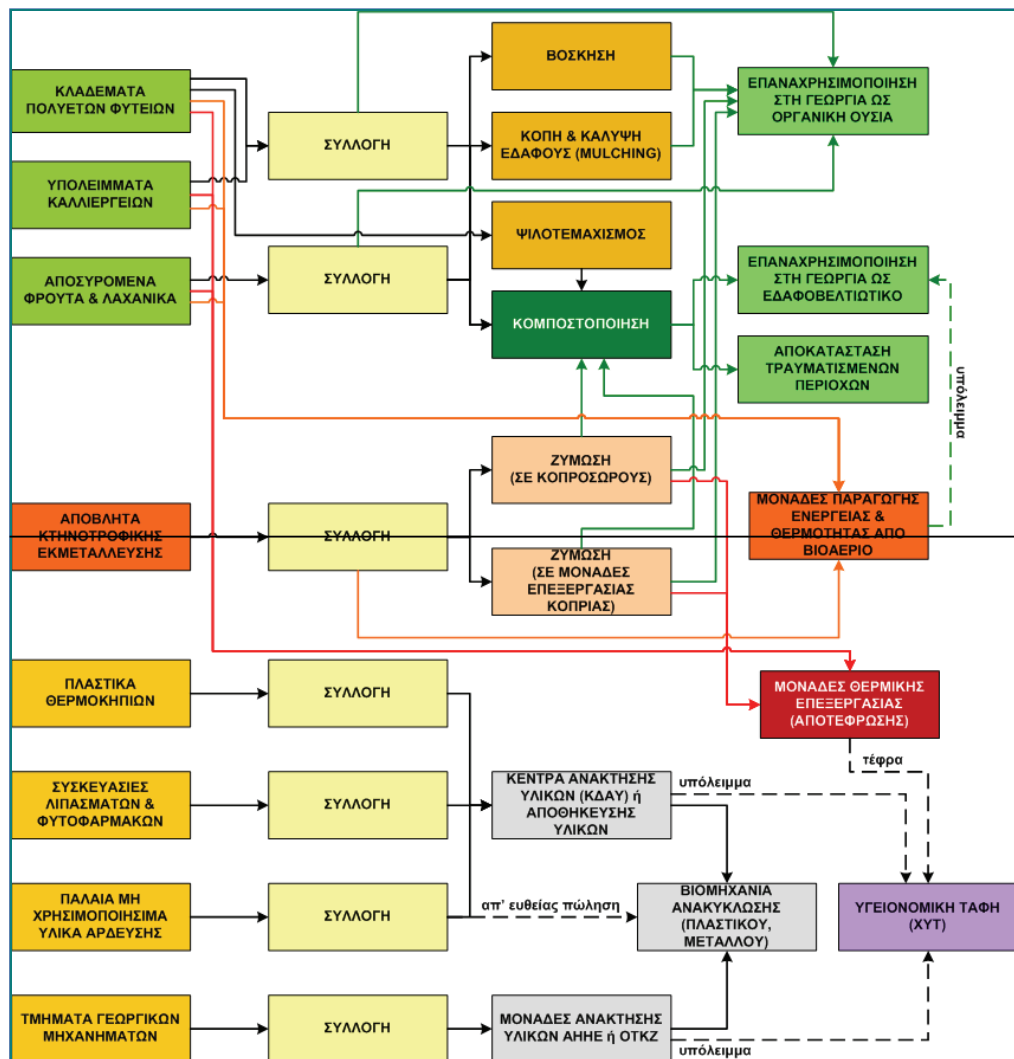 ΚΛΑΔΕΜΑΤΑ
ΠΟΛΥΕΤΩΝ ΦΥΤΕΙΩΝ
ΥΠΟΛΕΙΜΜΑΤΑ
ΚΑΛΛΙΕΡΓΕΙΩΝ
ΑΠΟΣΥΡΟΜΕΝΑ
ΦΡΟΥΤΑ & ΛΑΧΑΝΙΚΑ
ΣΥΛΛΟΓΗ
ΣΥΛΛΟΓΗ
ΒΟΣΚΗΣΗ
ΚΟΠΗ & ΚΑΛΥΨΗ
ΕΔΑΦΟΥΣ (MULCHING)
ΨΙΛΟΤΕΜΑΧΙΣΜΟΣ
ΚΟΜΠΟΣΤΟΠΟΙΗΣΗ
ΕΠΑΝΑΧΡΗΣΙΜΟΠΟΙΗΣΗ
ΣΤΗ ΓΕΩΡΓΙΑ ΩΣ
ΟΡΓΑΝΙΚΗ ΟΥΣΙΑ
ΕΠΑΝΑΧΡΗΣΙΜΟΠΟΙΗΣΗ
ΣΤΗ ΓΕΩΡΓΙΑ ΩΣ
ΕΔΑΦΟΒΕΛΤΙΩΤΙΚΟ
ΑΠΟΚΑΤΑΣΤΑΣΗ
ΤΡΑΥΜΑΤΙΣΜΕΝΩΝ
ΠΕΡΙΟΧΩΝ
υπόλειμμα
ΑΠΟΒΛΗΤΑ
ΚΤΗΝΟΤΡΟΦΙΚΗΣ
ΕΚΜΕΤΑΛΛΕΥΣΗΣ
ΣΥΛΛΟΓΗ
ΖΥΜΩΣΗ
(ΣΕ ΚΟΠΡΟΣΩΡΟΥΣ)
ΖΥΜΩΣΗ
(ΣΕ ΜΟΝΑΔΕΣ
ΕΠΕΞΕΡΓΑΣΙΑΣ
ΚΟΠΡΙΑΣ)
ΜΟΝΑΔΕΣ ΠΑΡΑΓΩΓΗΣ
ΕΝΕΡΓΕΙΑΣ &
ΘΕΡΜΟΤΗΤΑΣ ΑΠΟ
ΒΙΟΑΕΡΙΟ
ΠΛΑΣΤΙΚΑ
ΘΕΡΜΟΚΗΠΙΩΝ
ΣΥΛΛΟΓΗ
ΜΟΝΑΔΕΣ ΘΕΡΜΙΚΗΣ
ΕΠΕΞΕΡΓΑΣΙΑΣ
(ΑΠΟΤΕΦΡΩΣΗΣ)
τέφρα
ΣΥΣΚΕΥΑΣΙΕΣ
ΛΙΠΑΣΜΑΤΩΝ &
ΦΥΤΟΦΑΡΜΑΚΩΝ
ΣΥΛΛΟΓΗ
ΚΕΝΤΡΑ ΑΝΑΚΤΗΣΗΣ
ΥΛΙΚΩΝ (ΚΔΑΥ) ή
ΑΠΟΘΗΚΕΥΣΗΣ
ΥΛΙΚΩΝ
υπόλειμμα
ΠΑΛΑΙΑ ΜΗ
ΧΡΗΣΙΜΟΠΟΙΗΣΙΜΑ
ΥΛΙΚΑ ΑΡΔΕΥΣΗΣ
ΣΥΛΛΟΓΗ
απ’ ευθείας πώληση
ΒΙΟΜΗΧΑΝΙΑ
ΑΝΑΚΥΚΛΩΣΗΣ
(ΠΛΑΣΤΙΚΟΥ,
ΜΕΤΑΛΛΟΥ)
ΥΓΕΙΟΝΟΜΙΚΗ ΤΑΦΗ
(ΧΥΤ)
ΤΜΗΜΑΤΑ ΓΕΩΡΓΙΚΩΝ
ΜΗΧΑΝΗΜΑΤΩΝ
ΣΥΛΛΟΓΗ
ΜΟΝΑΔΕΣ ΑΝΑΚΤΗΣΗΣ
ΥΛΙΚΩΝ ΑΗΗΕ ή ΟΤΚΖ
υπόλειμμα